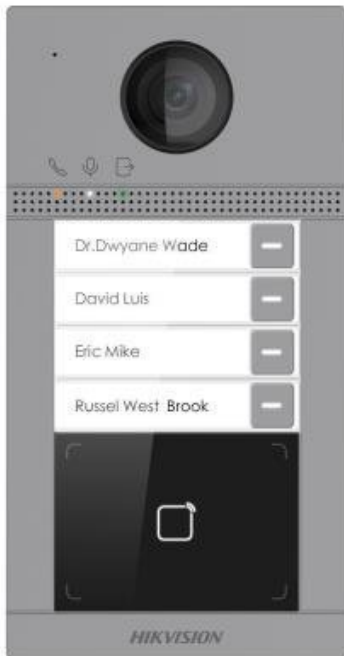 Dr.Dwyane Wade
David Luis
Eric Mike
Russel West Brook
HIKVISION